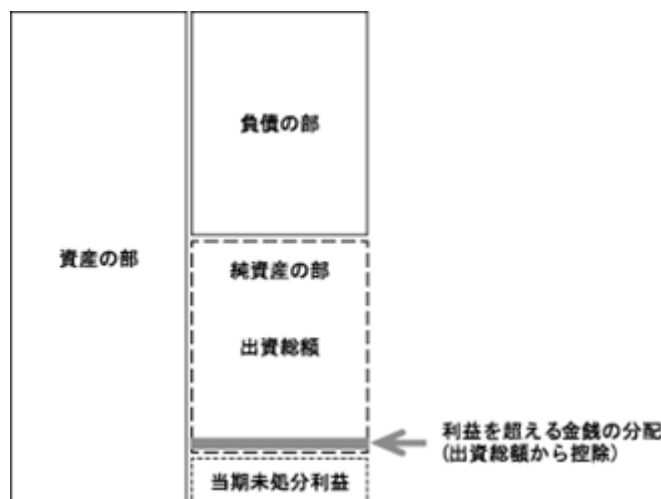 負債の部
資産の部
純資産の部
出資総額
利益を超える金銭の分配
(出資総額から控除)
当期未処分利益